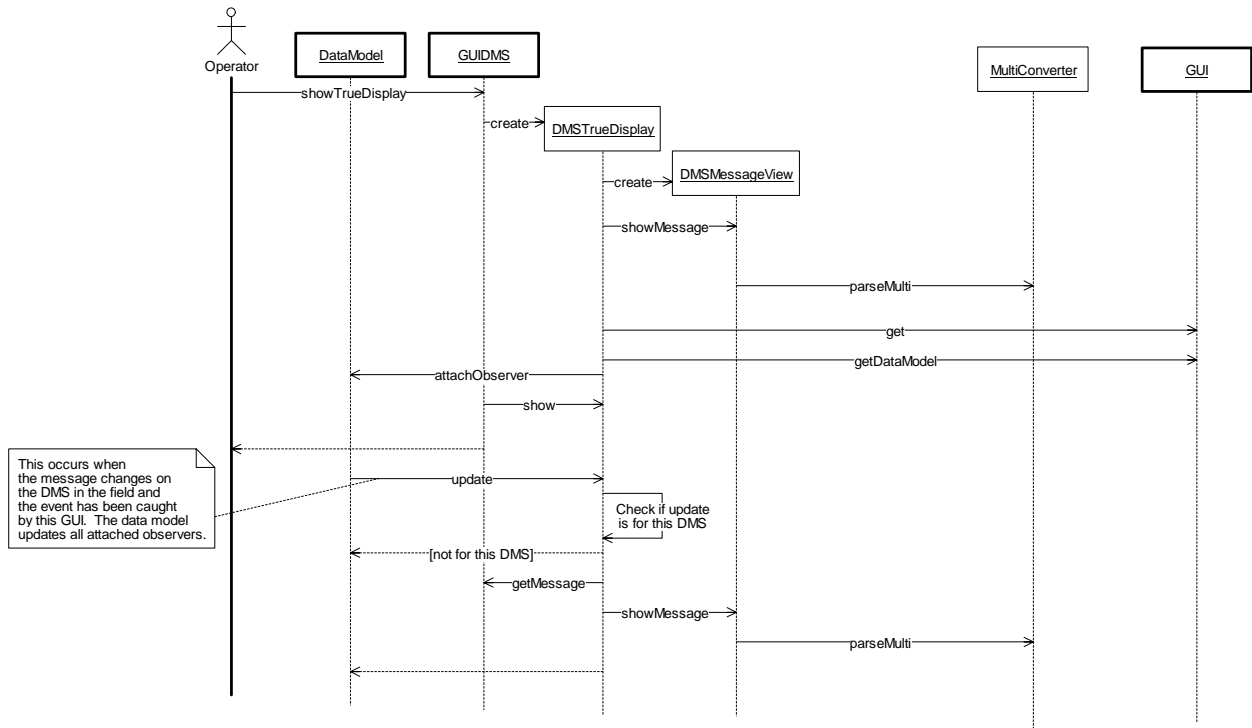 Operator
DataModel
GUIDMS
MultiConverter
GUI
showTrueDisplay
create
DMSTrueDisplay
create
DMSMessageView
showMessage
parseMulti
get
getDataModel
attachObserver
show
This occurs when
the message changes on
the DMS in the field and
the event has been caught
by this GUI.  The data model
updates all attached observers.
update
Check if update
is for this DMS
[not for this DMS]
getMessage
showMessage
parseMulti